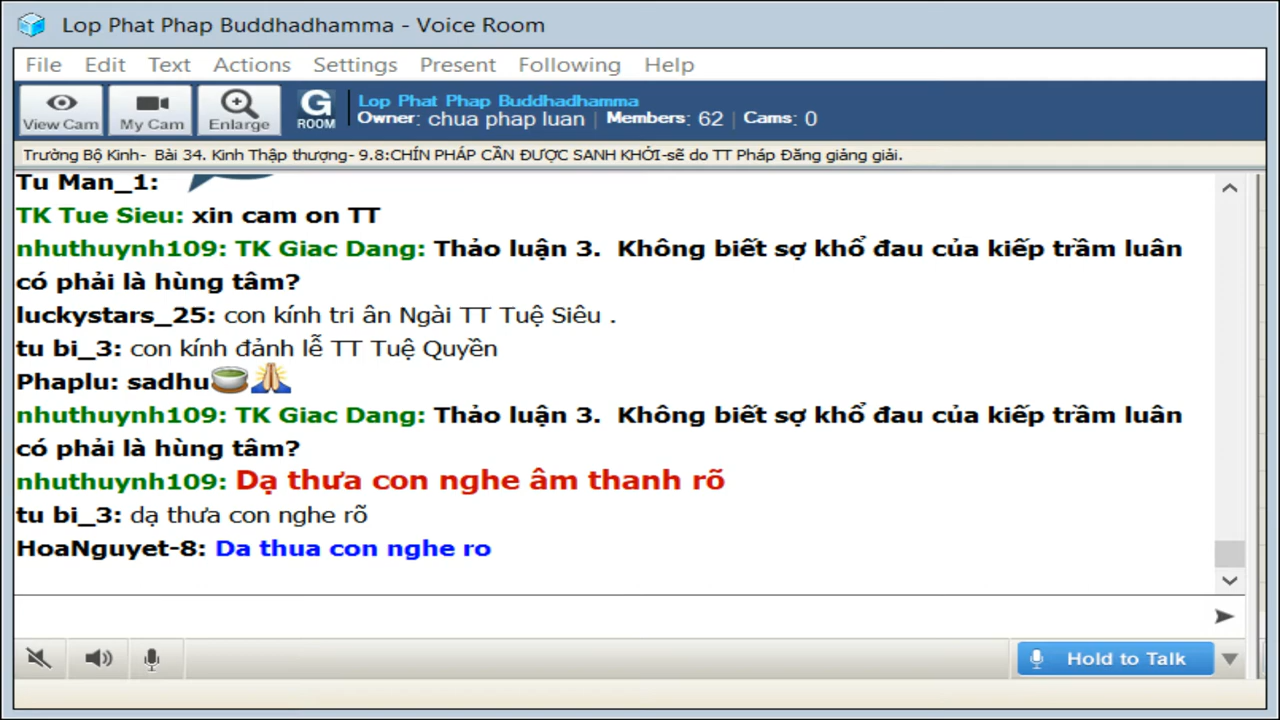 Lop Phat Phap Buddhadhamma - Voice Room
File Edit Text Actions Settings Present Following Help
View Cam My Cam Enlarge G ROOM
Lop Phat Phap Buddhadhamma
Owner: chua phap luan | Members: 62 | Cams: 0
Trường Bộ Kinh- Bài 34. Kinh Thập thượng- 9.8:CHÍN PHÁP CẦN ĐƯỢC SANH KHỞI-sẽ do TT Pháp Đăng giảng giải.
Tu Man_1:
TK Tue Sieu: xin cam on TT
nhuthuynh109: TK Giac Dang: Thảo luận 3. Không biết sợ khổ đau của kiếp trầm luân
có phải là hùng tâm?
luckystars_25: con kính tri ân Ngài TT Tuệ Siêu .
tu bi_3: con kính đảnh lễ TT Tuệ Quyền
Phaplu: sadhu
nhuthuynh109: TK Giac Dang: Thảo luận 3. Không biết sợ khổ đau của kiếp trầm luân
có phải là hùng tâm?
nhuthuynh109: Dạ thưa con nghe âm thanh rõ
tu bi_3: dạ thưa con nghe rõ
HoaNguyet-8: Da thua con nghe ro
Hold to Talk